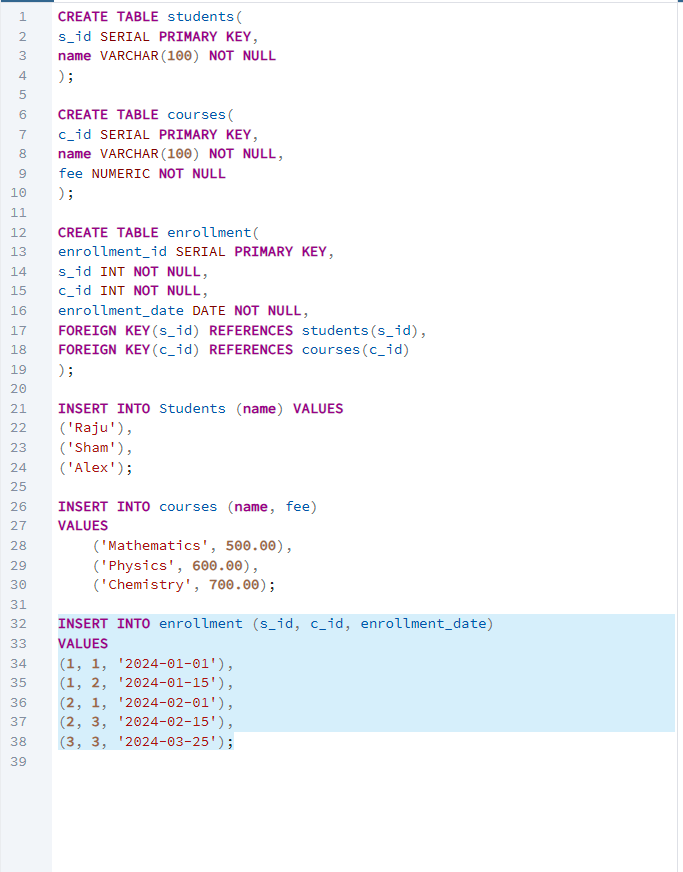 1 CREATE TABLE students(
2 s_id SERIAL PRIMARY KEY,
3 name VARCHAR(100) NOT NULL
4 );
5
6 CREATE TABLE courses(
7 c_id SERIAL PRIMARY KEY,
8 name VARCHAR(100) NOT NULL,
9 fee NUMERIC NOT NULL
10 );
11
12 CREATE TABLE enrollment(
13 enrollment_id SERIAL PRIMARY KEY,
14 s_id INT NOT NULL,
15 c_id INT NOT NULL,
16 enrollment_date DATE NOT NULL,
17 FOREIGN KEY(s_id) REFERENCES students(s_id),
18 FOREIGN KEY(c_id) REFERENCES courses(c_id)
19 );
20
21 INSERT INTO Students (name) VALUES
22 ('Raju'),
23 ('Sham'),
24 ('Alex');
25
26 INSERT INTO courses (name, fee)
27 VALUES
28 ('Mathematics', 500.00),
29 ('Physics', 600.00),
30 ('Chemistry', 700.00);
31
32 INSERT INTO enrollment (s_id, c_id, enrollment_date)
33 VALUES
34 (1, 1, '2024-01-01'),
35 (1, 2, '2024-01-15'),
36 (2, 1, '2024-02-01'),
37 (2, 3, '2024-02-15'),
38 (3, 3, '2024-03-25');
39